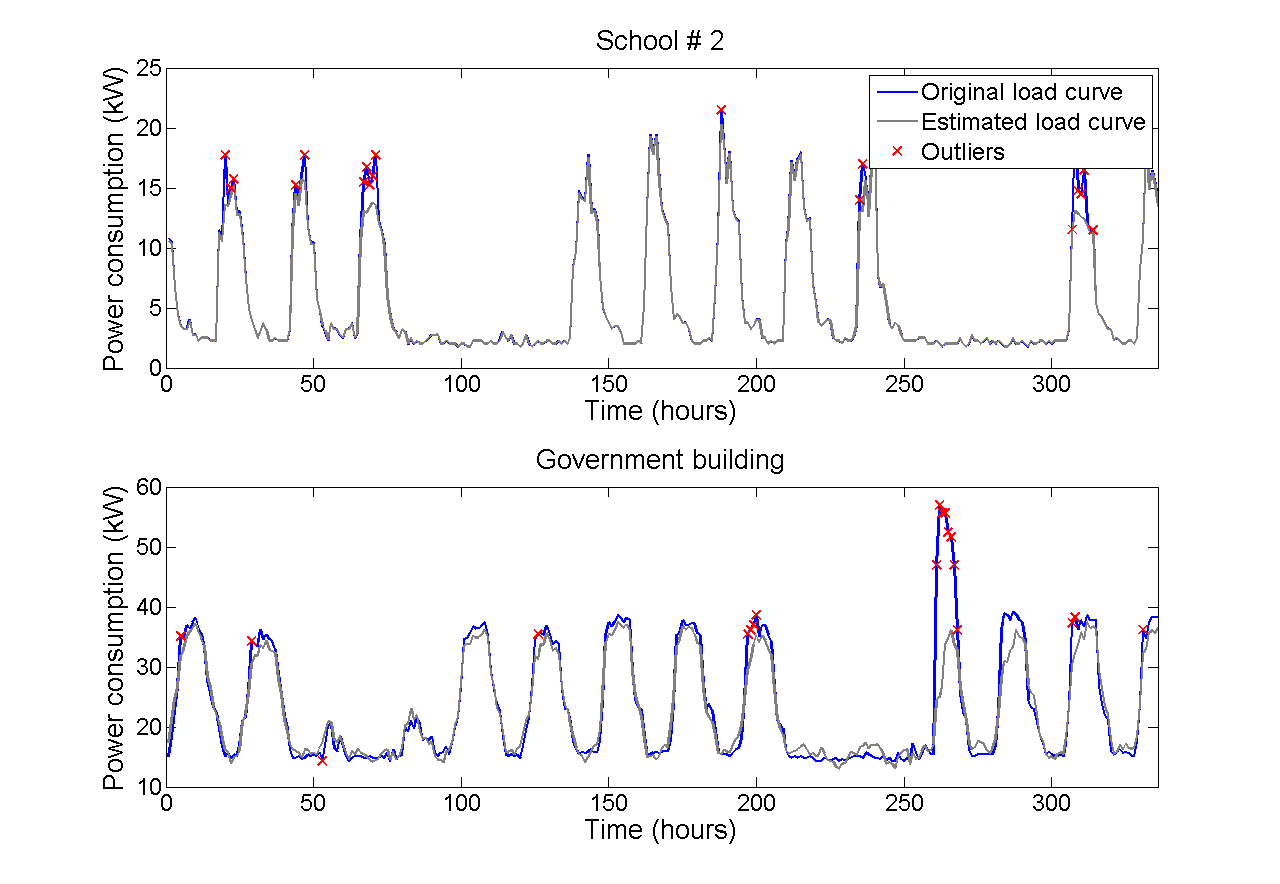 School # 2
Power consumption (kW)
25
20
15
10
5
0
Original load curve
Estimated load curve
Outliers
0 50 100 150 200 250 300
Time (hours)
Government building
Power consumption (kW)
60
50
40
30
20
10
0 50 100 150 200 250 300
Time (hours)